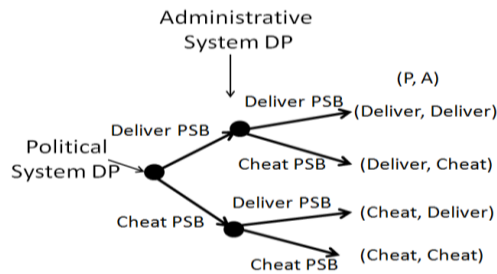 Administrative
System DP
(P, A)
Deliver PSB
(Deliver, Deliver)
Deliver PSB
Political
System DP
Cheat PSB
(Deliver, Cheat)
Deliver PSB
(Cheat, Deliver)
Cheat PSB
(Cheat, Cheat)
Cheat PSB